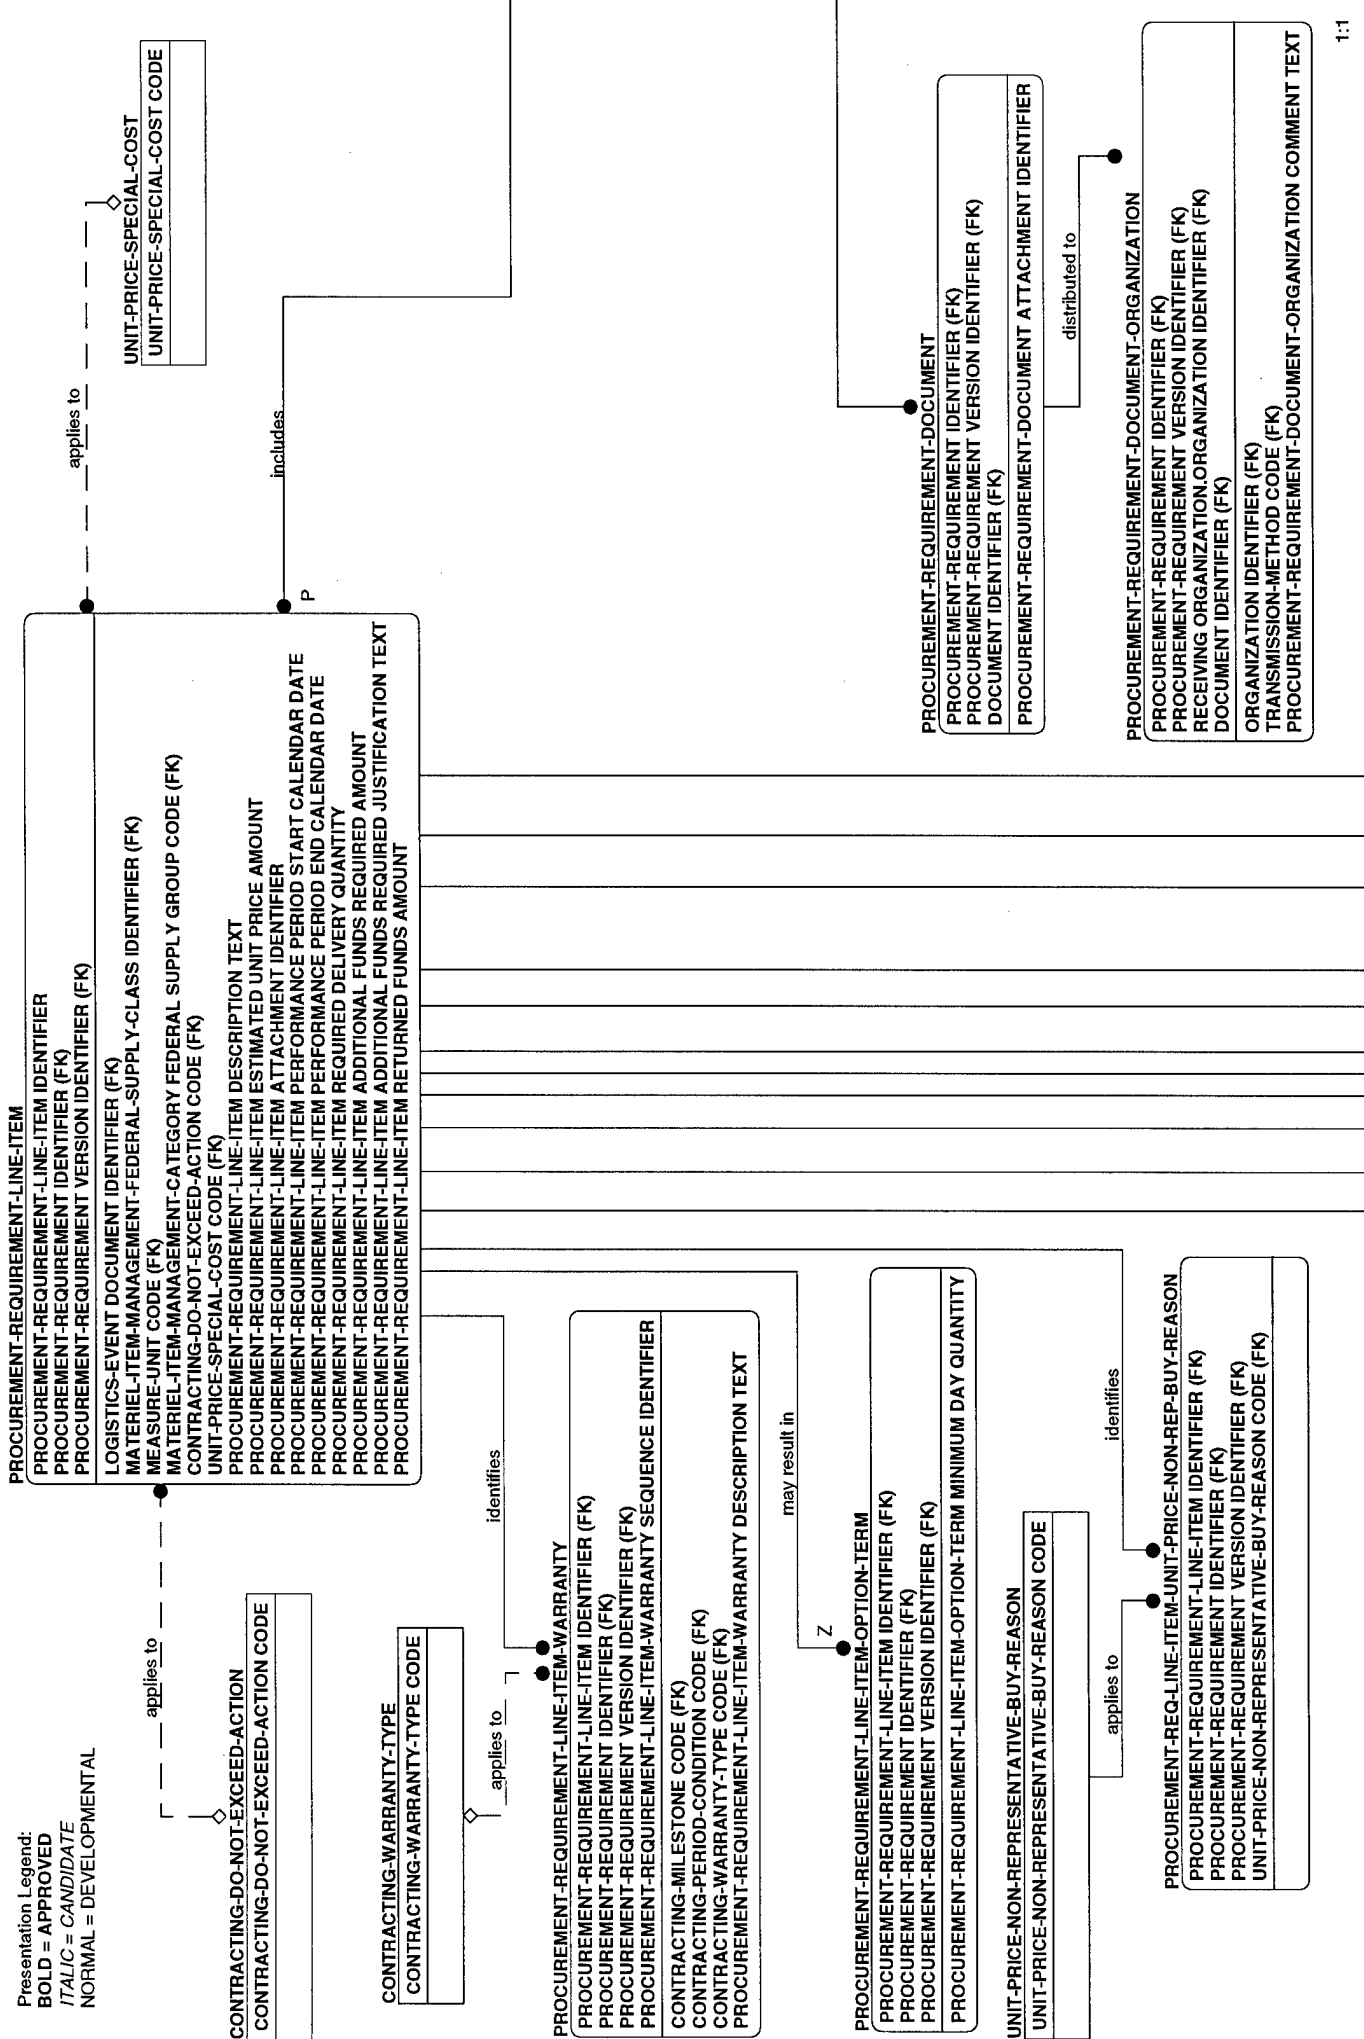 Presentation Legend:
BOLD = APPROVED
ITALIC = CANDIDATE
NORMAL = DEVELOPMENTAL
PROCUREMENT-REQUIREMENT-LINE-ITEM
PROCUREMENT-REQUIREMENT-LINE-ITEM IDENTIFIER
PROCUREMENT-REQUIREMENT IDENTIFIER (FK)
PROCUREMENT-REQUIREMENT VERSION IDENTIFIER (FK)
LOGISTICS-EVENT DOCUMENT IDENTIFIER (FK)
MATERIEL-ITEM-MANAGEMENT-FEDERAL-SUPPLY-CLASS IDENTIFIER (FK)
MEASURE-UNIT CODE (FK)
MATERIEL-ITEM-MANAGEMENT-CATEGORY FEDERAL SUPPLY GROUP CODE (FK)
CONTRACTING-DO-NOT-EXCEED-ACTION CODE (FK)
UNIT-PRICE-SPECIAL-COST CODE (FK)
PROCUREMENT-REQUIREMENT-LINE-ITEM DESCRIPTION TEXT
PROCUREMENT-REQUIREMENT-LINE-ITEM ESTIMATED UNIT PRICE AMOUNT
PROCUREMENT-REQUIREMENT-LINE-ITEM ATTACHMENT IDENTIFIER
PROCUREMENT-REQUIREMENT-LINE-ITEM PERFORMANCE PERIOD START CALENDAR DATE
PROCUREMENT-REQUIREMENT-LINE-ITEM PERFORMANCE PERIOD END CALENDAR DATE
PROCUREMENT-REQUIREMENT-LINE-ITEM REQUIRED DELIVERY QUANTITY
PROCUREMENT-REQUIREMENT-LINE-ITEM ADDITIONAL FUNDS REQUIRED AMOUNT
PROCUREMENT-REQUIREMENT-LINE-ITEM ADDITIONAL FUNDS REQUIRED JUSTIFICATION TEXT
PROCUREMENT-REQUIREMENT-LINE-ITEM RETURNED FUNDS AMOUNT
applies to
UNIT-PRICE-SPECIAL-COST
UNIT-PRICE-SPECIAL-COST CODE
includes
P
applies to
CONTRACTING-DO-NOT-EXCEED-ACTION
CONTRACTING-DO-NOT-EXCEED-ACTION CODE
CONTRACTING-WARRANTY-TYPE
CONTRACTING-WARRANTY-TYPE CODE
applies to
identifies
PROCUREMENT-REQUIREMENT-LINE-ITEM-WARRANTY
PROCUREMENT-REQUIREMENT-LINE-ITEM IDENTIFIER (FK)
PROCUREMENT-REQUIREMENT IDENTIFIER (FK)
PROCUREMENT-REQUIREMENT VERSION IDENTIFIER (FK)
PROCUREMENT-REQUIREMENT-LINE-ITEM-WARRANTY SEQUENCE IDENTIFIER
CONTRACTING-MILESTONE CODE (FK)
CONTRACTING-PERIOD-CONDITION CODE (FK)
CONTRACTING-WARRANTY-TYPE CODE (FK)
PROCUREMENT-REQUIREMENT-LINE-ITEM-WARRANTY DESCRIPTION TEXT
may result in
Z
PROCUREMENT-REQUIREMENT-LINE-ITEM-OPTION-TERM
PROCUREMENT-REQUIREMENT-LINE-ITEM IDENTIFIER (FK)
PROCUREMENT-REQUIREMENT IDENTIFIER (FK)
PROCUREMENT-REQUIREMENT VERSION IDENTIFIER (FK)
PROCUREMENT-REQUIREMENT-LINE-ITEM-OPTION-TERM MINIMUM DAY QUANTITY
UNIT-PRICE-NON-REPRESENTATIVE-BUY-REASON
UNIT-PRICE-NON-REPRESENTATIVE-BUY-REASON CODE
applies to
identifies
PROCUREMENT-REQ-LINE-ITEM-UNIT-PRICE-NON-REP-BUY-REASON
PROCUREMENT-REQUIREMENT-LINE-ITEM IDENTIFIER (FK)
PROCUREMENT-REQUIREMENT IDENTIFIER (FK)
PROCUREMENT-REQUIREMENT VERSION IDENTIFIER (FK)
UNIT-PRICE-NON-REPRESENTATIVE-BUY-REASON CODE (FK)
PROCUREMENT-REQUIREMENT-DOCUMENT
PROCUREMENT-REQUIREMENT IDENTIFIER (FK)
PROCUREMENT-REQUIREMENT VERSION IDENTIFIER (FK)
DOCUMENT IDENTIFIER (FK)
PROCUREMENT-REQUIREMENT-DOCUMENT ATTACHMENT IDENTIFIER
distributed to
PROCUREMENT-REQUIREMENT-DOCUMENT-ORGANIZATION
PROCUREMENT-REQUIREMENT IDENTIFIER (FK)
PROCUREMENT-REQUIREMENT VERSION IDENTIFIER (FK)
RECEIVING ORGANIZATION.ORGANIZATION IDENTIFIER (FK)
DOCUMENT IDENTIFIER (FK)
ORGANIZATION IDENTIFIER (FK)
TRANSMISSION-METHOD CODE (FK)
PROCUREMENT-REQUIREMENT-DOCUMENT-ORGANIZATION COMMENT TEXT
1:1